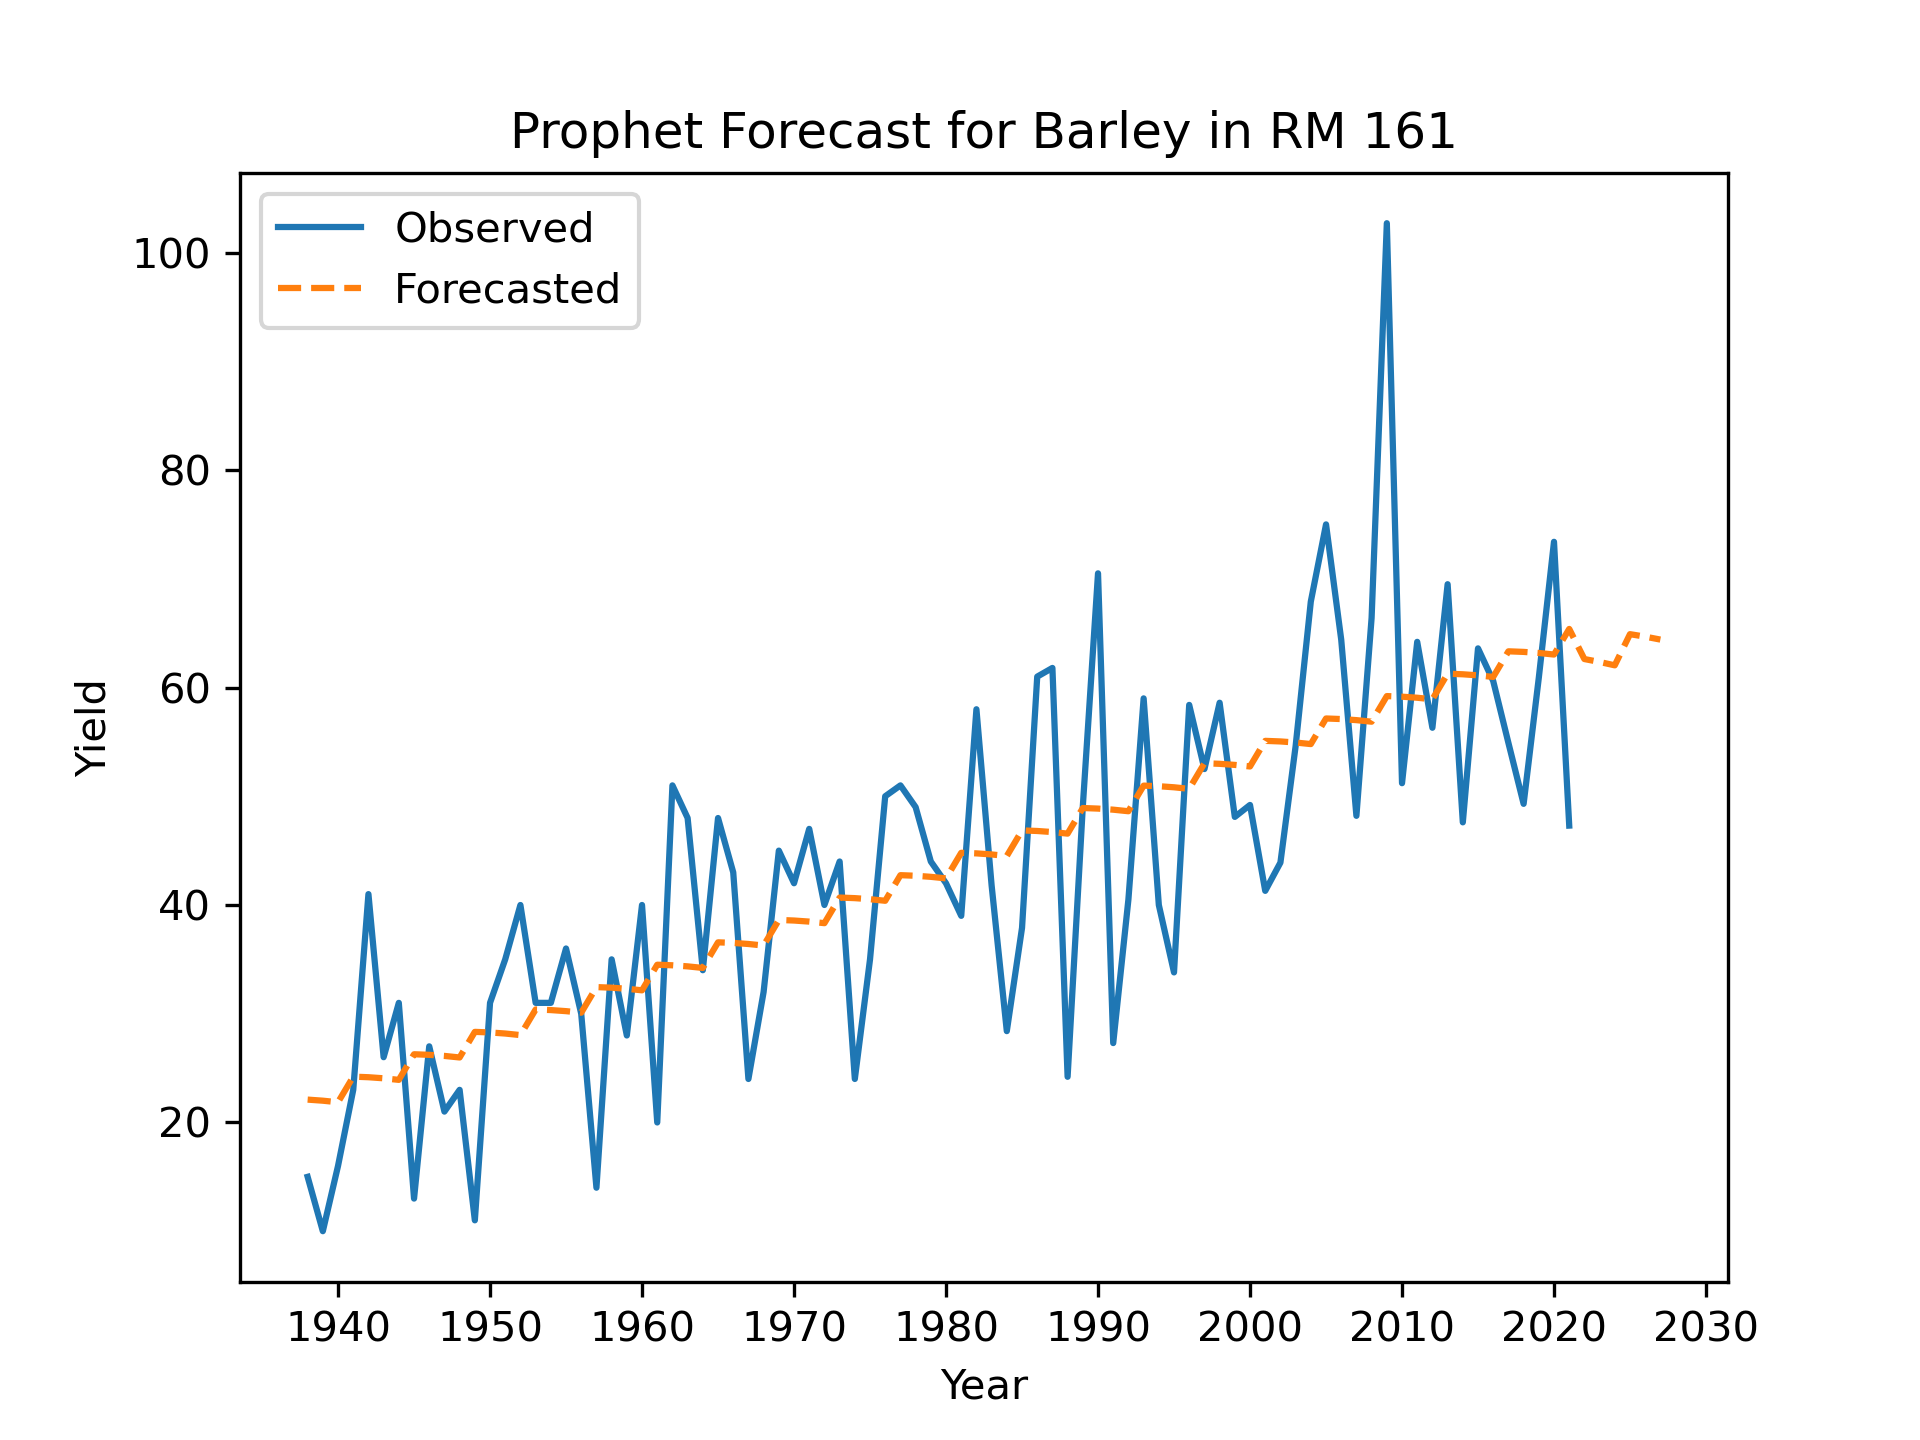 Prophet Forecast for Barley in RM 161
Observed
Forecasted
100
80
60
40
20
Yield
1940 1950 1960 1970 1980 1990 2000 2010 2020 2030
Year